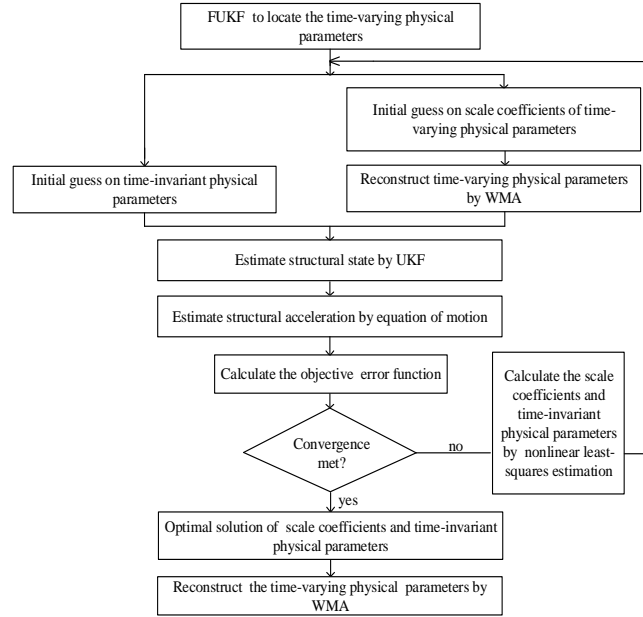 FUKF to locate the time-varying physical
parameters
Initial guess on scale coefficients of time-
varying physical parameters
Initial guess on time-invariant physical
parameters
Reconstruct time-varying physical parameters
by WMA
Estimate structural state by UKF
Estimate structural acceleration by equation of motion
Calculate the objective error function
Calculate the scale
coefficients and
time-invariant
physical parameters
by nonlinear least-
squares estimation
Convergence
met?
no
yes
Optimal solution of scale coefficients and time-invariant
physical parameters
Reconstruct the time-varying physical parameters by
WMA